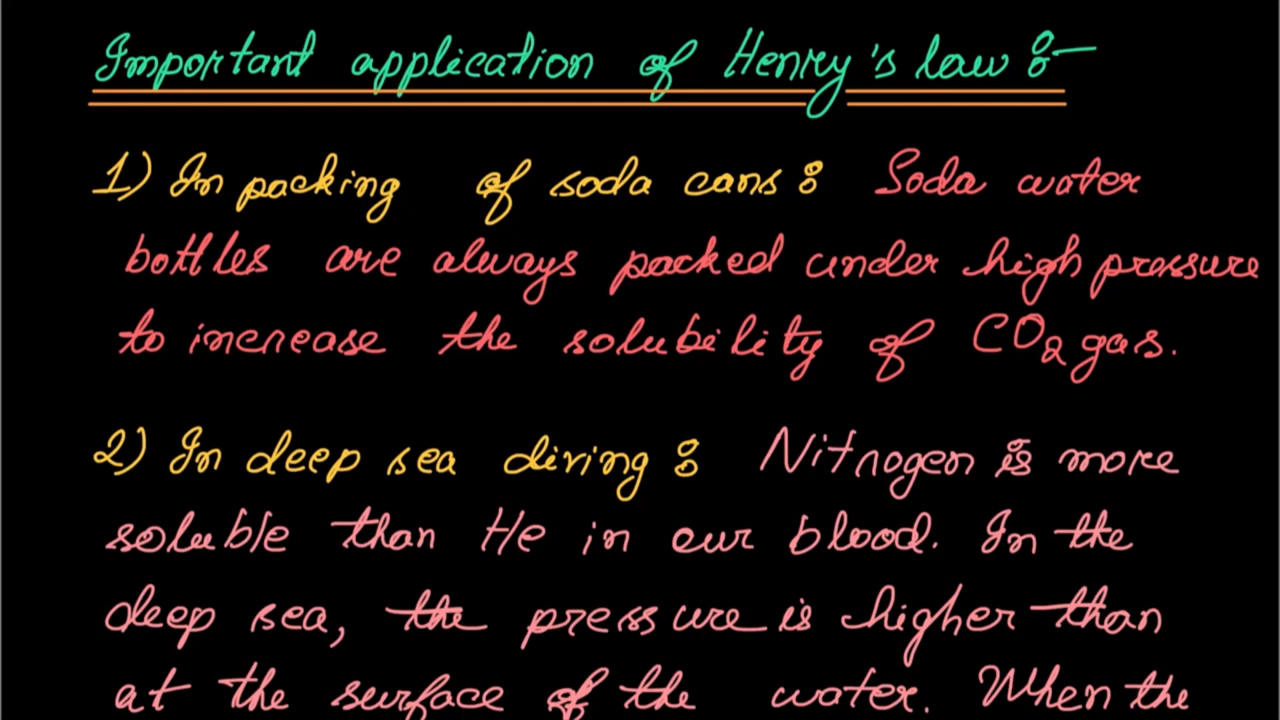 Important application of Henry's law :-
1) In packing of soda cans : Soda water
bottles are always packed under high pressure
to increase the solubility of CO₂ gas.
2) In deep sea diving : Nitrogen is more
soluble than He in our blood. In the
deep sea, the pressure is higher than
at the surface of the water. When the